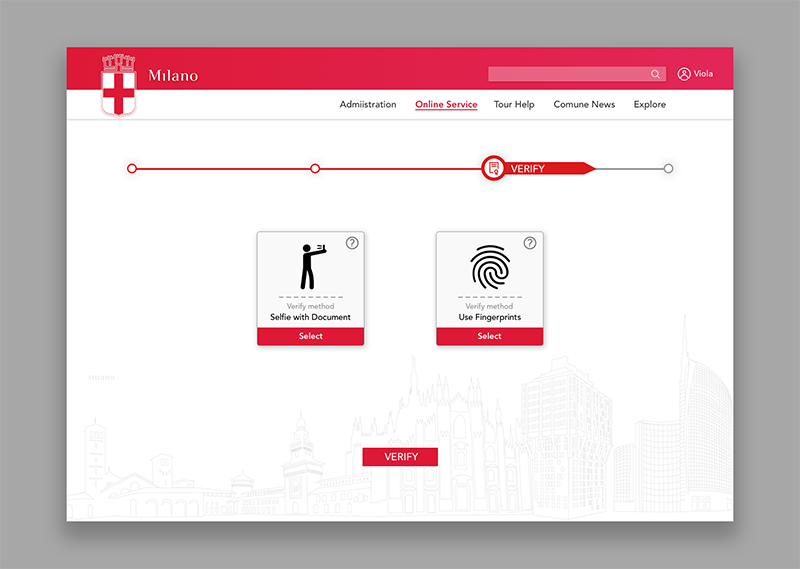 Milano
Viola
Admiistration Online Service Tour Help Comune News Explore
VERIFY
? ?
Verify method
Selfie with Document
Select
Verify method
Use Fingerprints
Select
MILANO
VERIFY